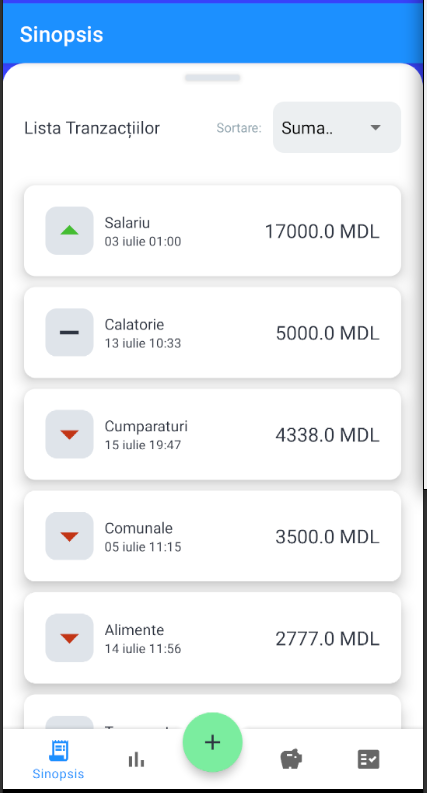 Sinopsis
Lista Tranzacțiilor
Sortare:
Suma..
Salariu
03 iulie 01:00
17000.0 MDL
Calatorie
13 iulie 10:33
5000.0 MDL
Cumparaturi
15 iulie 19:47
4338.0 MDL
Comunale
05 iulie 11:15
3500.0 MDL
Alimente
14 iulie 11:56
2777.0 MDL
Sinopsis